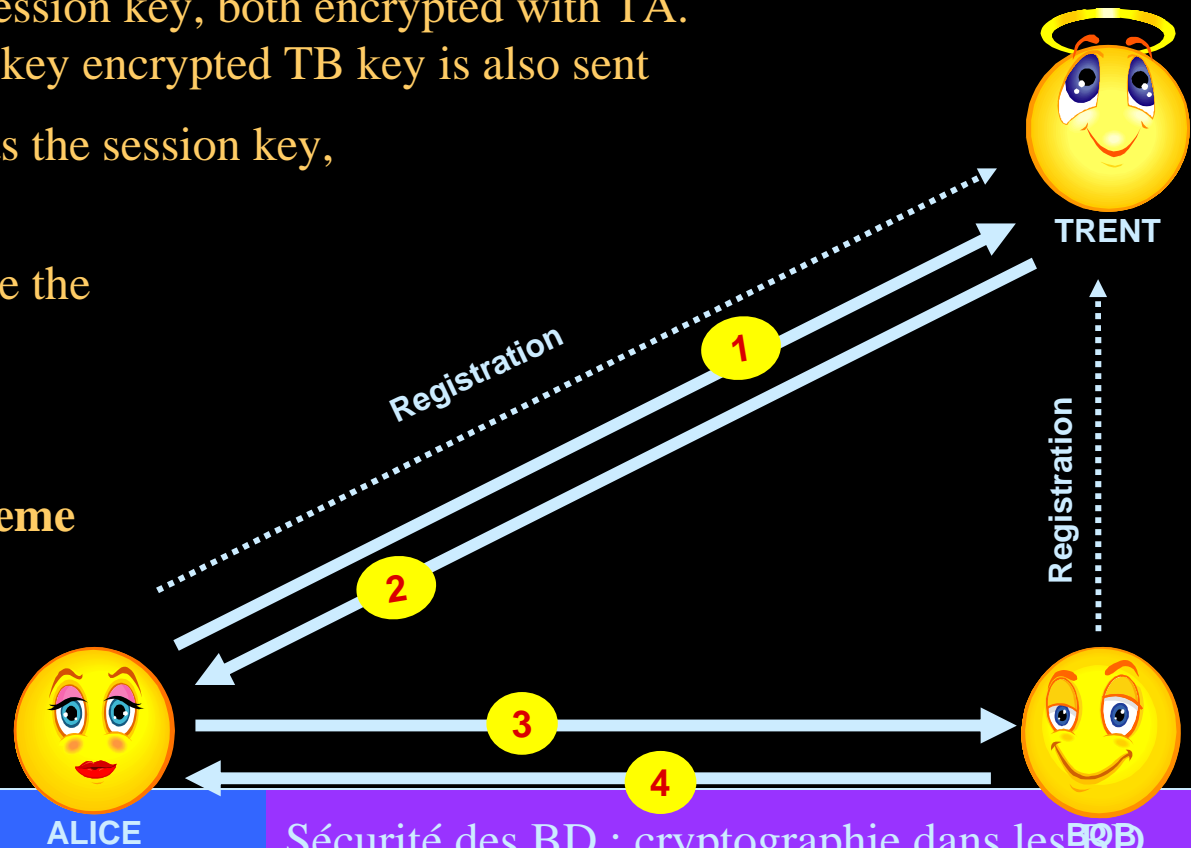 ession key, both encrypted with TA.
key encrypted TB key is also sent
s the session key,
e the
eme
TRENT
Registration
1
Registration
2
3
4
ALICE
BOB
Sécurité des BD : cryptographie dans les